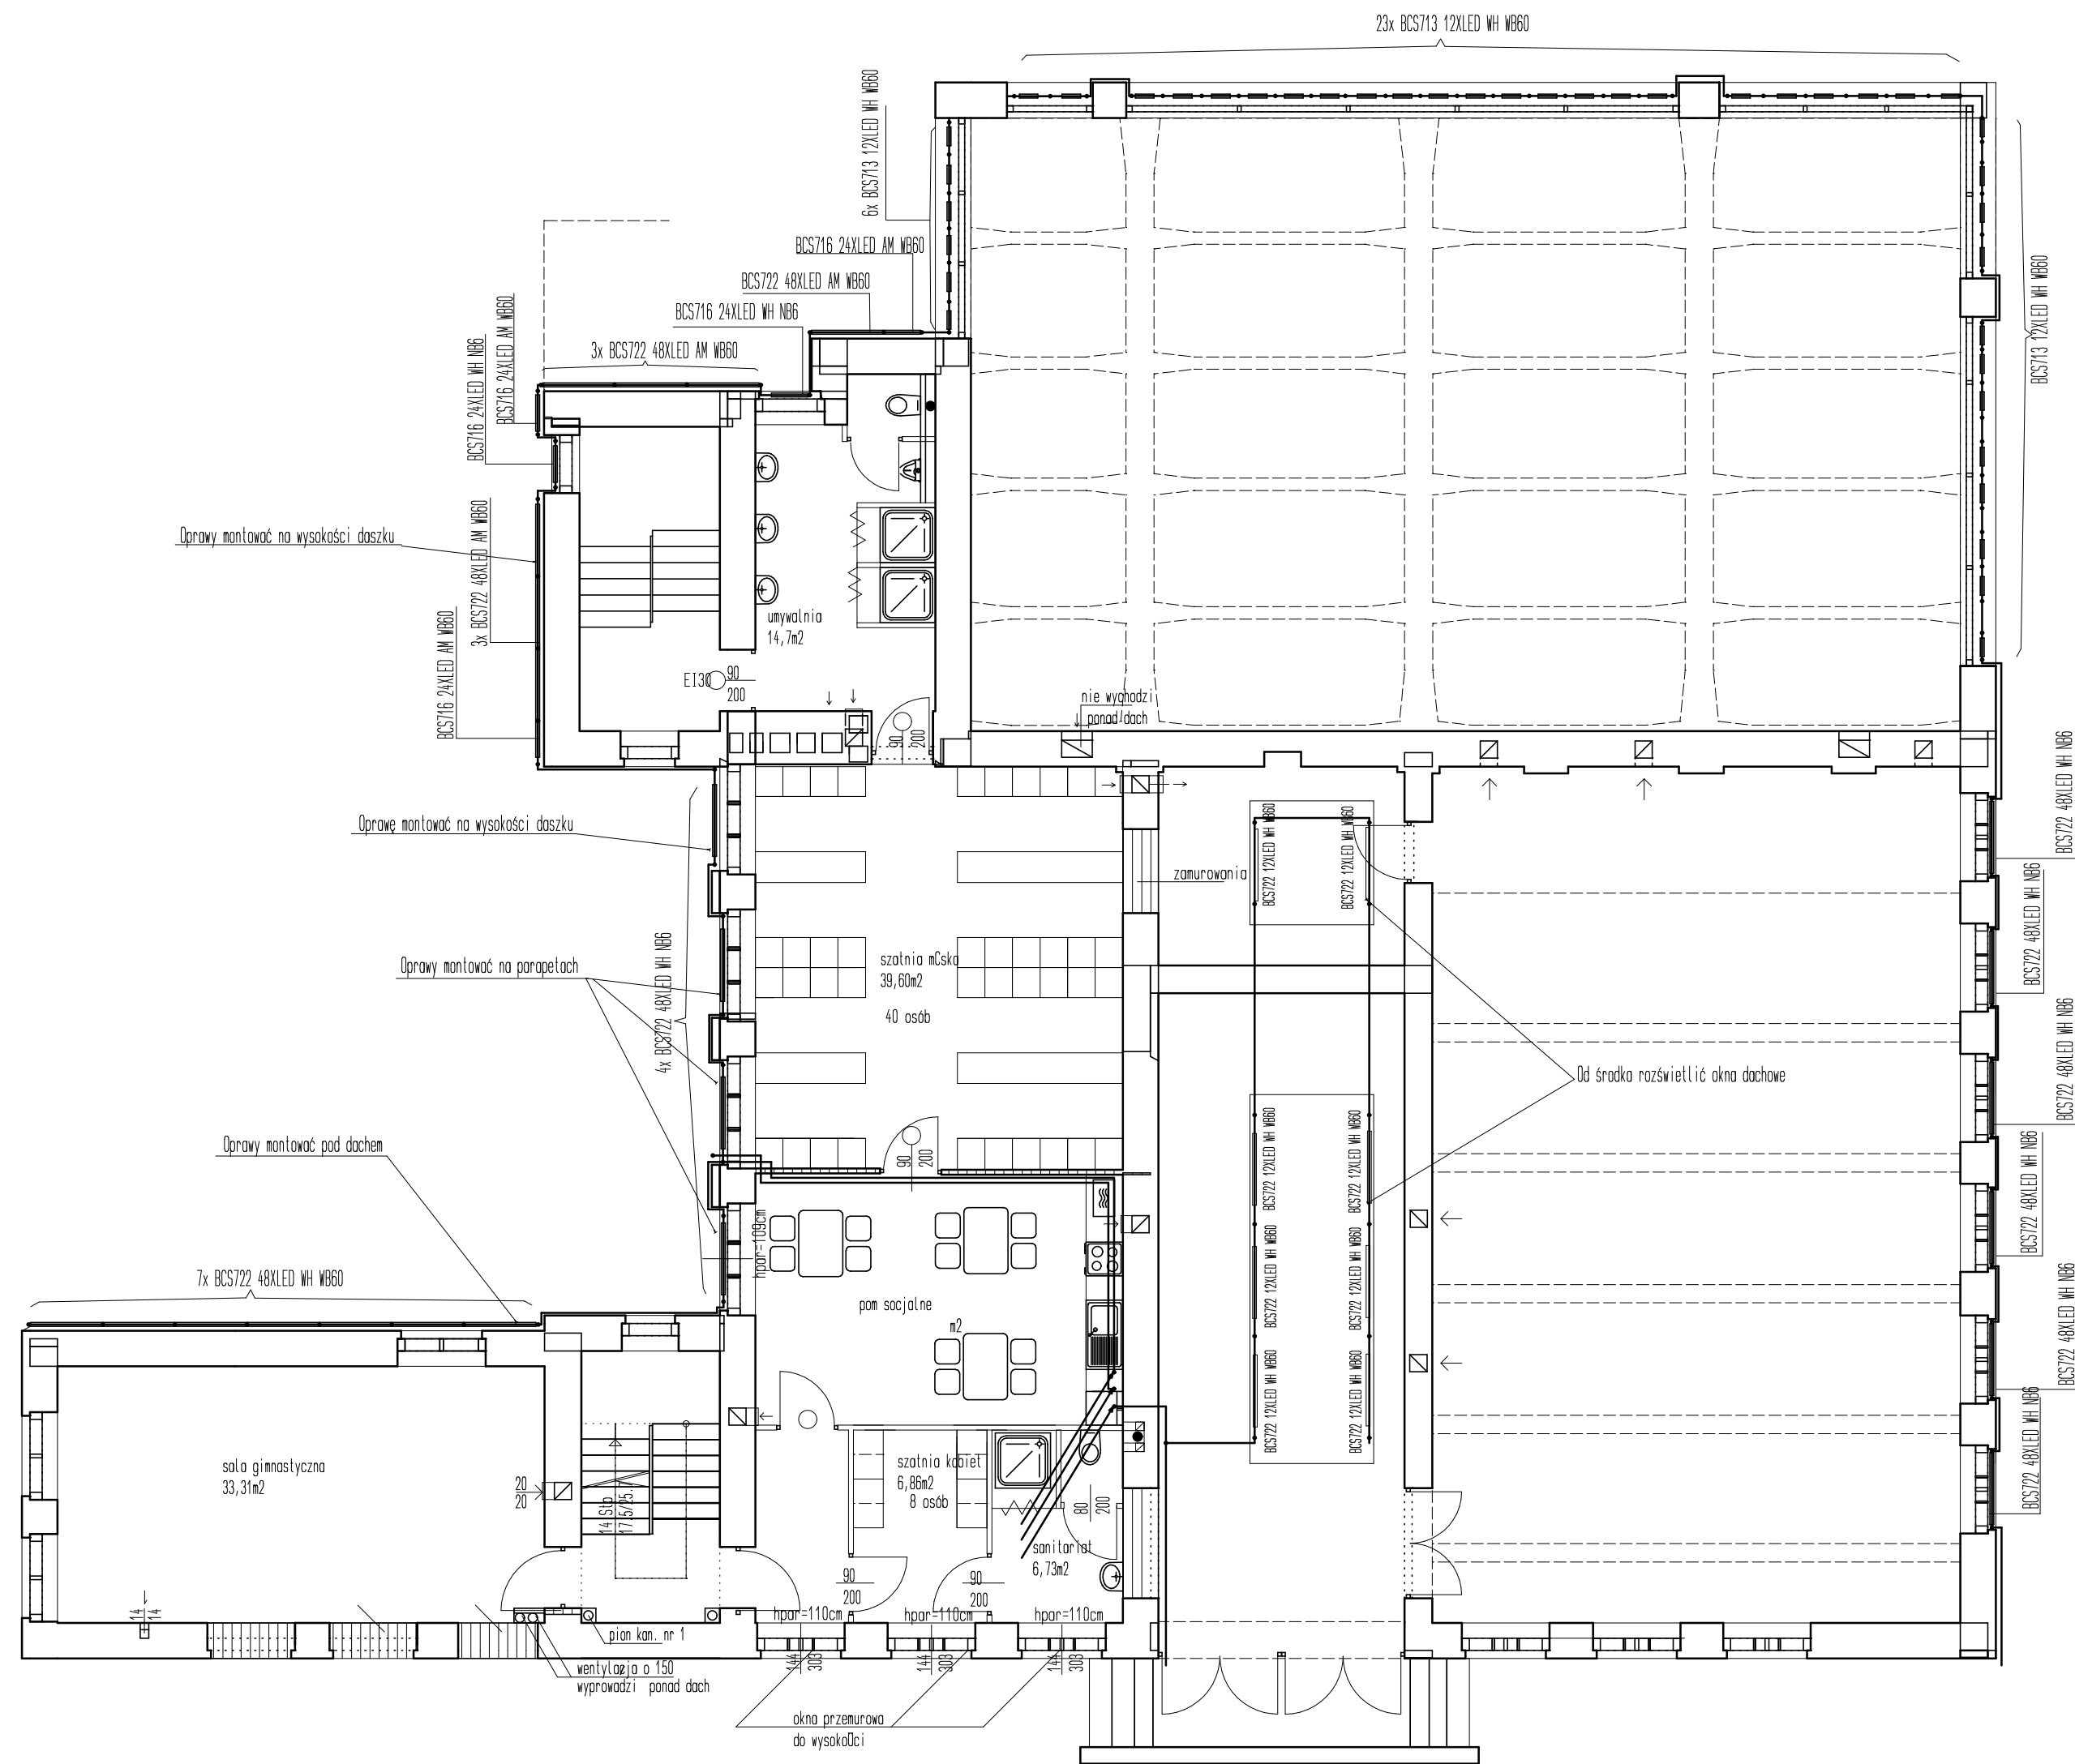 23x BCS713 12XLED WH WB60
6x BCS713 12XLED WH WB60
BCS716 24XLED AM WB60
BCS722 48XLED AM WB60
BCS716 24XLED WH NB6
3x BCS722 48XLED AM WB60
BCS716 24XLED AM WB60
BCS716 24XLED WH NB6
BCS713 12XLED WH WB60
Oprawy montować na wysokości daszku
3x BCS722 48XLED AM WB60
BCS716 24XLED AM WB60
umywalnia
14,7m2
EI30
90
200
nie wychodzi
ponad dach
90
200
BCS722 48XLED WH NB6
Oprawę montować na wysokości daszku
BCS722 12XLED WH WB60
BCS722 12XLED WH WB60
zamurowania
BCS722 48XLED WH NB6
Oprawy montować na parapetach
4x BCS722 48XLED WH NB6
szatnia mCska
39,60m2
40 osób
BCS722 48XLED WH NB6
Od środka rozświetlić okna dachowe
Oprawy montować pod dachem
90
200
BCS722 12XLED WH WB60
BCS722 12XLED WH WB60
BCS722 48XLED WH NB6
hpar=109cm
7x BCS722 48XLED WH WB60
BCS722 12XLED WH WB60
BCS722 12XLED WH WB60
pom socjalne
m2
BCS722 48XLED WH NB6
BCS722 12XLED WH WB60
BCS722 12XLED WH WB60
BCS722 48XLED WH NB6
sala gimnastyczna
33,31m2
20
20
14 Sto
17.5/25.7
szatnia kobiet
6,86m2
8 osób
80
200
sanitariat
6,73m2
90
200
90
200
14
14
hpar=110cm
hpar=110cm
hpar=110cm
pion kan. nr 1
144
303
144
303
144
303
wentylacja o 150
wyprowadzi ponad dach
okna przemurowa
do wysoko0ci